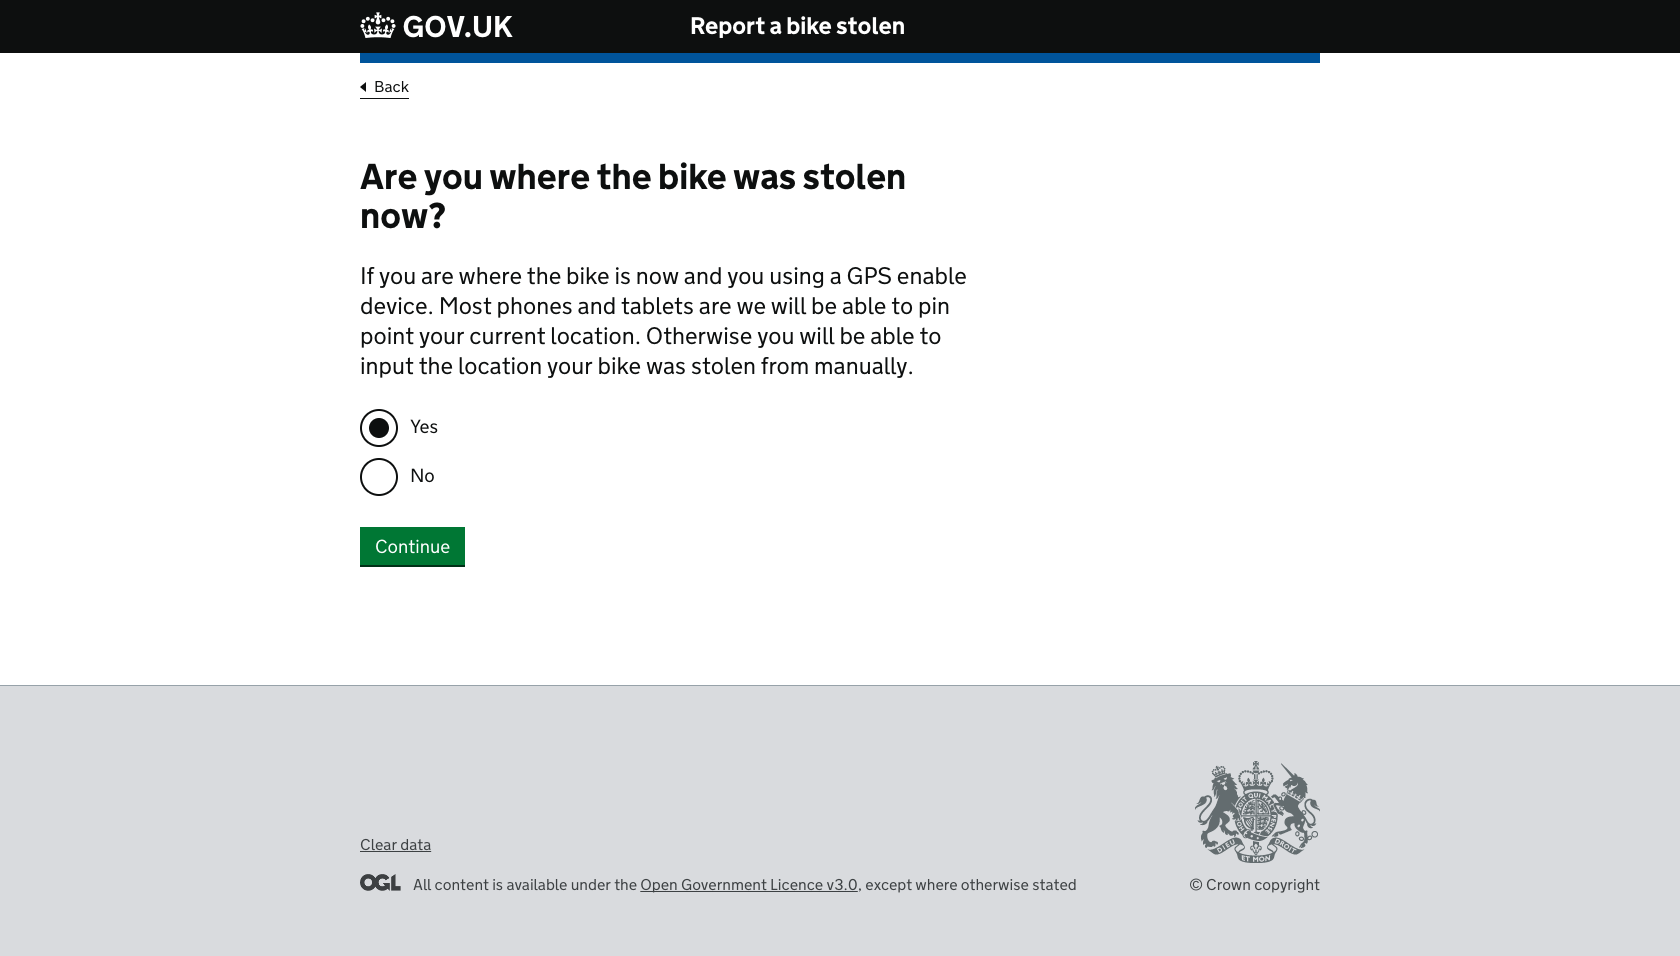 GOV.UK
Report a bike stolen
Back
Are you where the bike was stolen
now?
If you are where the bike is now and you using a GPS enable
device. Most phones and tablets are we will be able to pin
point your current location. Otherwise you will be able to
input the location your bike was stolen from manually.
Yes
No
Continue
Clear data
OGL All content is available under the Open Government Licence v3.0, except where otherwise stated
DIEU ET MON DROIT
© Crown copyright